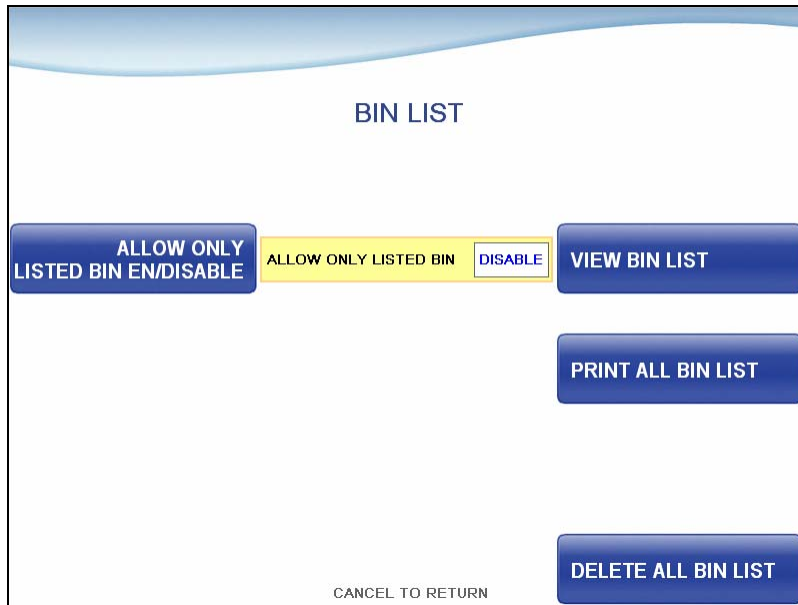 BIN LIST
ALLOW ONLY
LISTED BIN EN/DISABLE
ALLOW ONLY LISTED BIN
DISABLE
VIEW BIN LIST
PRINT ALL BIN LIST
DELETE ALL BIN LIST
CANCEL TO RETURN